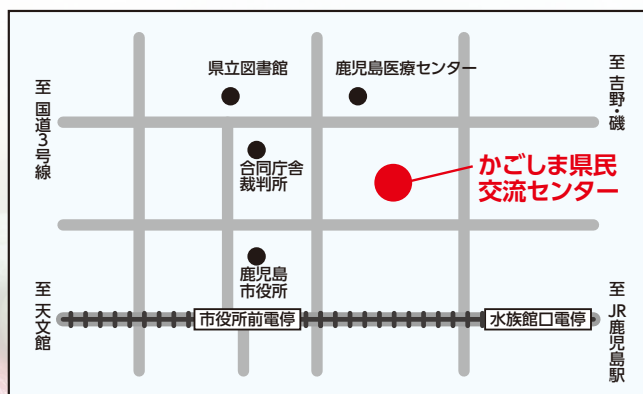 県立図書館
鹿児島医療センター
至 国道3号線
至 吉野・磯
合同庁舎
裁判所
かごしま県民
交流センター
鹿児島
市役所
至 天文館
市役所前電停
水族館口電停
至 JR鹿児島駅